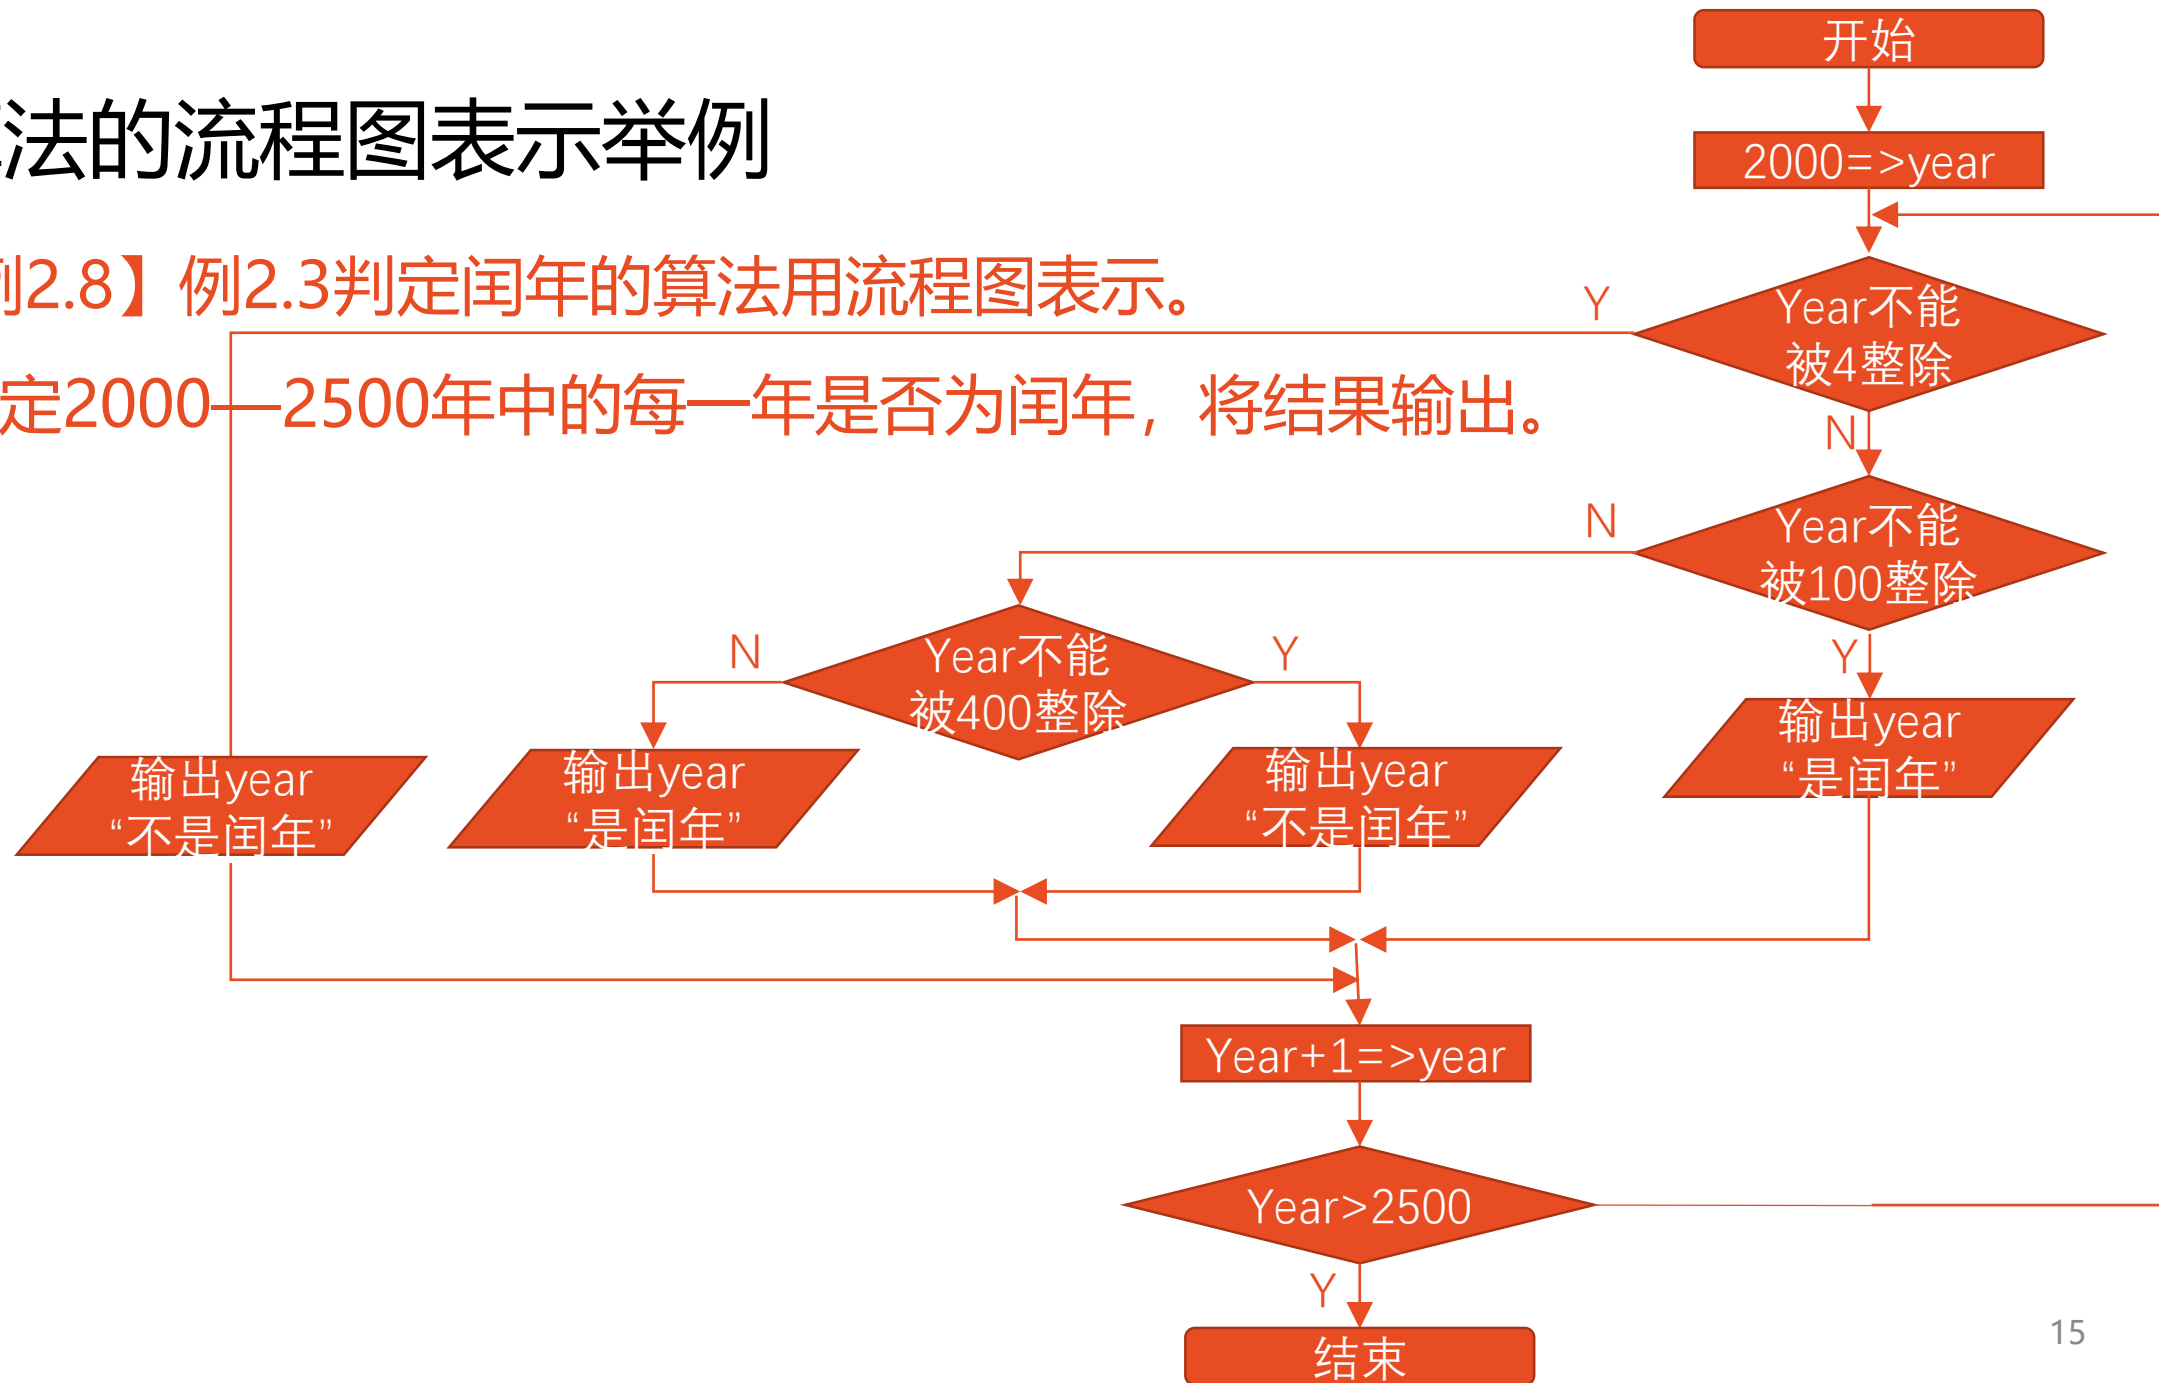 法的流程图表示举例
2.8】例2.3判定闰年的算法用流程图表示。
定2000—2500年中的每一年是否为闰年，将结果输出。
开始
2000=>year
Year不能
被4整除
Y
N
Year不能
被100整除
N
Y
Year不能
被400整除
N
Y
输出year
“不是闰年”
输出year
“是闰年”
输出year
“不是闰年”
输出year
“是闰年”
Year+1=>year
Year>2500
Y
结束
15